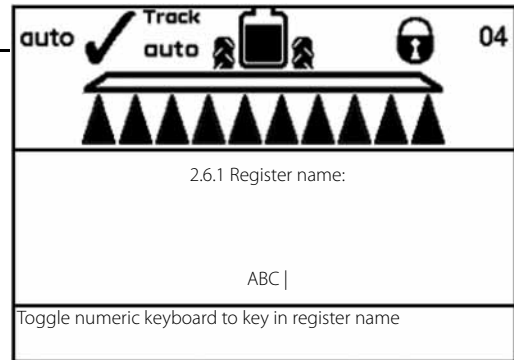 Track
auto
auto
04
2.6.1 Register name:
ABC |
Toggle numeric keyboard to key in register name